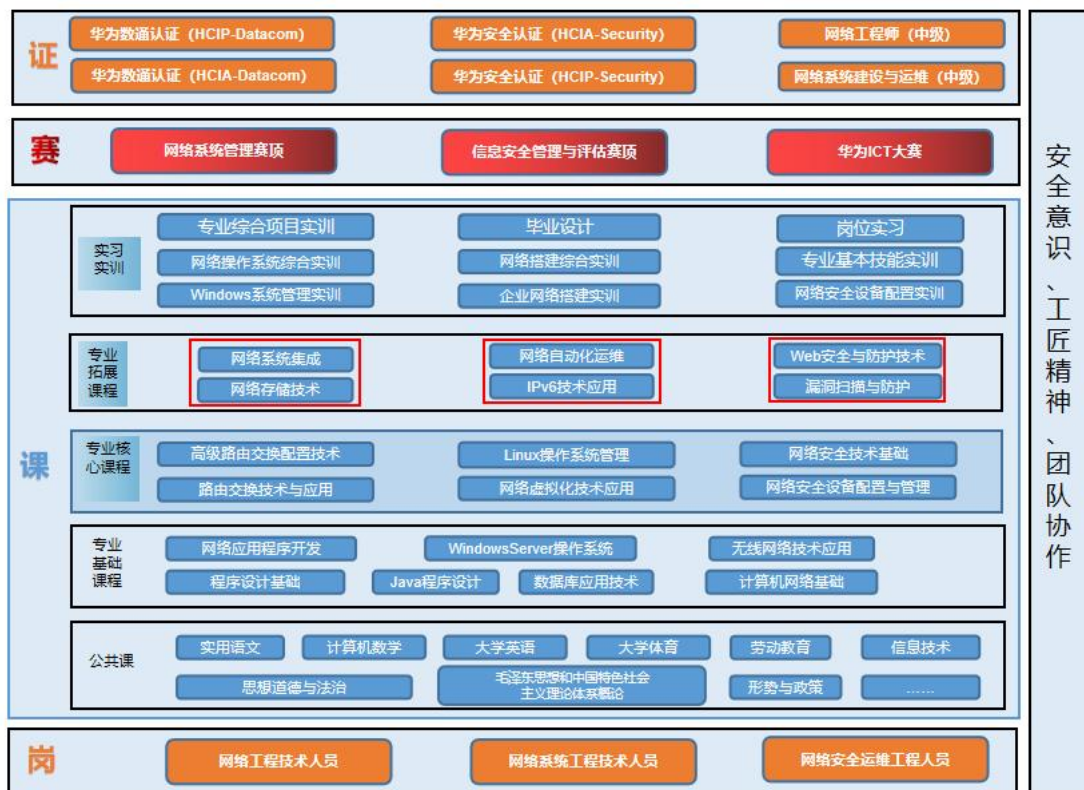 证
华为数通认证（HCIP-Datacom）
华为安全认证（HCIA-Security）
网络工程师（中级）
华为数通认证（HCIA-Datacom）
华为安全认证（HCIP-Security）
网络系统建设与运维（中级）
赛
网络系统管理赛顶
信息安全管理与评估赛顶
华为ICT大赛
课
实习
实训
专业综合项目实训
毕业设计
岗位实习
网络操作系统综合实训
网络搭建综合实训
专业基本技能实训
Windows系统管理实训
企业网络搭建实训
网络安全设备配置实训
专业
拓展
课程
网络系统集成
网络自动化运维
Web安全与防护技术
网络存储技术
IPv6技术应用
漏洞扫描与防护
专业核
心课程
高级路由交换配置技术
Linux操作系统管理
网络安全技术基础
路由交换技术与应用
网络虚拟化技术应用
网络安全设备配置与管理
专业
基础
课程
网络应用程序开发
WindowsServer操作系统
无线网络技术应用
程序设计基础
Java程序设计
数据库应用技术
计算机网络基础
公共课
实用语文
计算机数学
大学英语
大学体育
劳动教育
信息技术
思想道德与法治
毛泽东思想和中国特色社会
主义理论体系概论
形势与政策
……
岗
网络工程技术人员
网络系统工程技术人员
网络安全运维工程人员
安全意识、工匠精神、团队协作